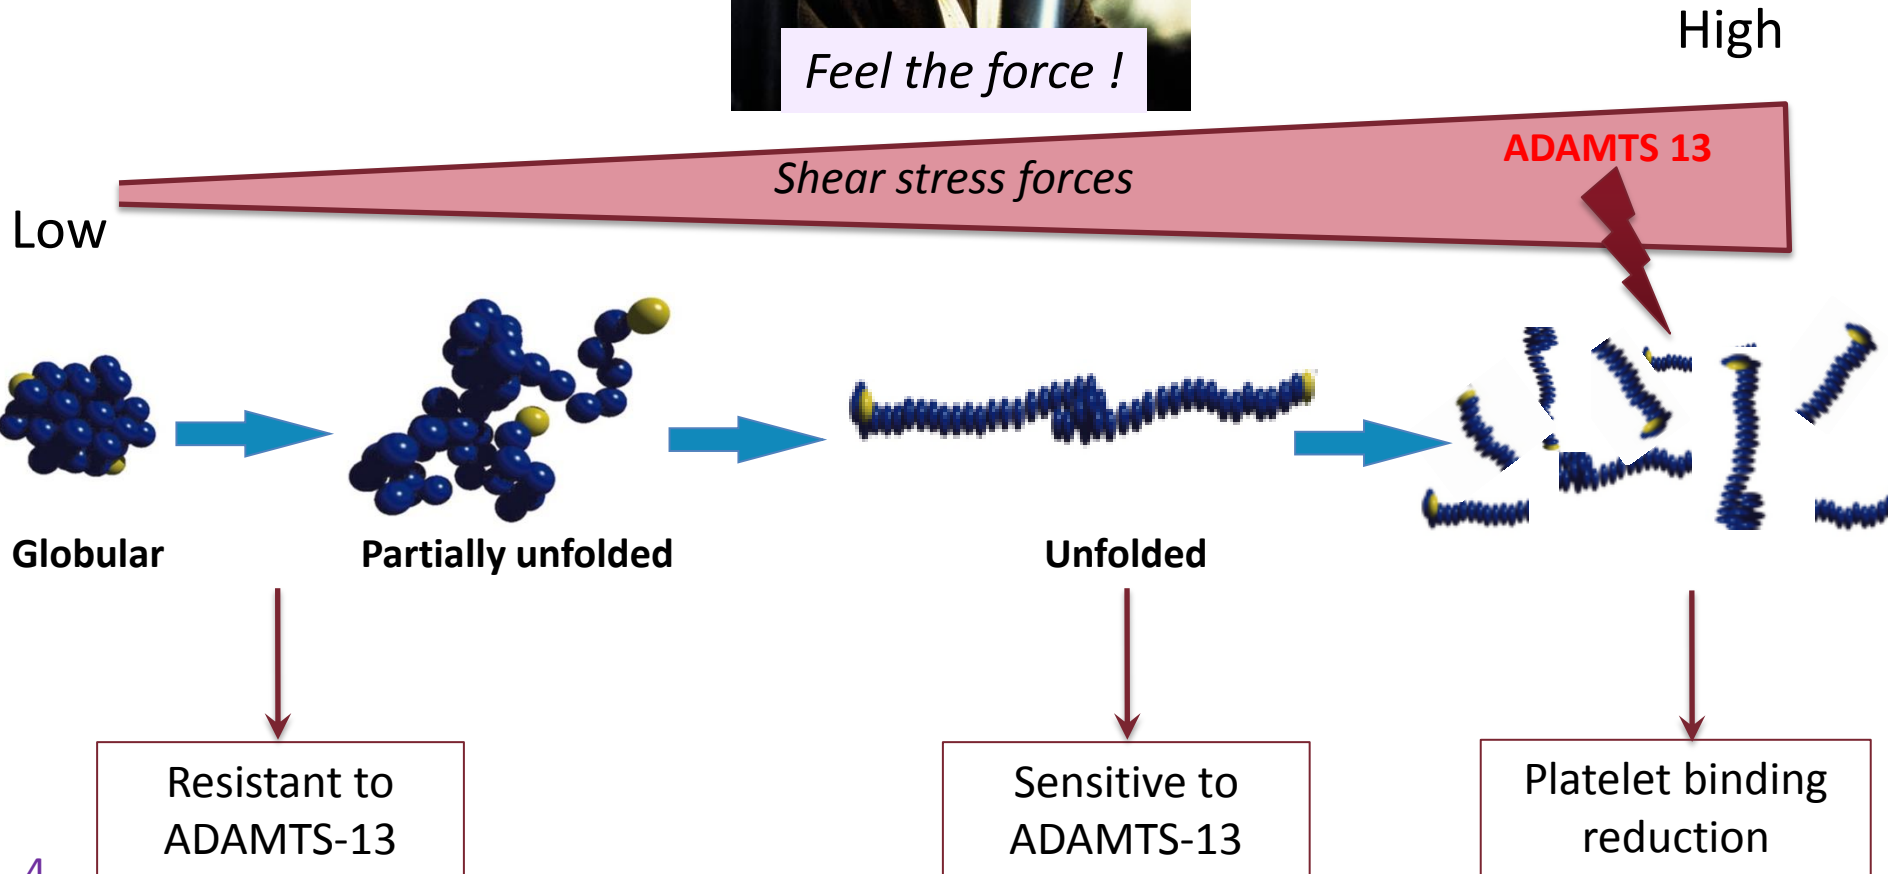 High
Feel the force !
ADAMTS 13
Shear stress forces
Low
Globular
Partially unfolded
Unfolded
Resistant to
ADAMTS-13
Sensitive to
ADAMTS-13
Platelet binding
reduction
4